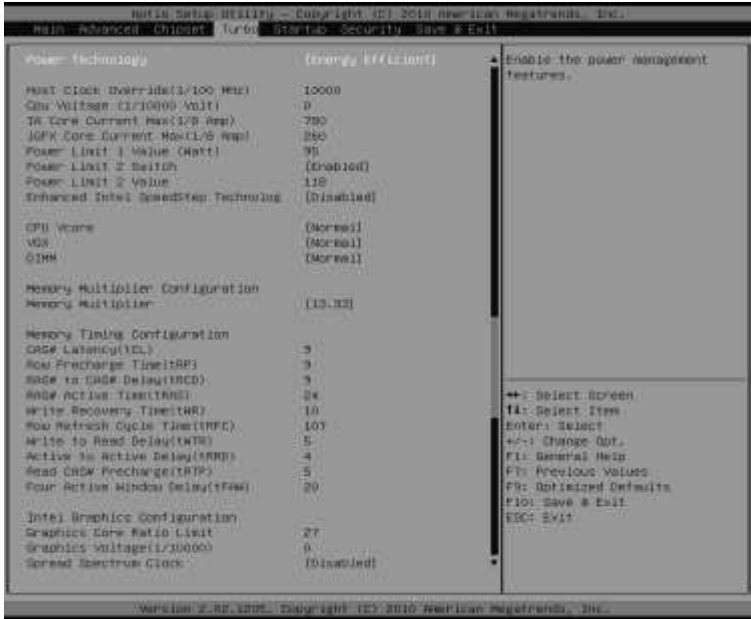 Aptio Setup Utility – Copyright (C) 2010 American Megatrends, Inc.
Main Advanced Chipset Turbo Startup Security Save & Exit
Power Technology [Energy Efficient]
Host Clock Override(1/100 MHz) 10000
Cpu Voltage (1/10000 Volt) 0
IA Core Current Max(1/8 Amp) 780
iGFX Core Current Max(1/8 Amp) 260
Power Limit 1 Value (Watt) 95
Power Limit 2 Switch [Enabled]
Power Limit 2 Value 118
Enhanced Intel SpeedStep Technolog [Disabled]
CPU Vcore [Normal]
VGX [Normal]
DIMM [Normal]
Memory Multiplier Configuration
Memory Multiplier [13.33]
Memory Timing Configuration
CAS# Latency(tCL) 9
Row Precharge Time(tRP) 9
RAS# to CAS# Delay(tRCD) 9
RAS# Active Time(tRAS) 24
Write Recovery Time(tWR) 10
Row Refresh Cycle Time(tRFC) 107
Write to Read Delay(tWTR) 5
Active to Active Delay(tRRD) 4
Read CAS# Precharge(tRTP) 5
Four Active Window Delay(tFAW) 20
Intel Graphics Configuration
Graphics Core Ratio Limit 27
Graphics Voltage(1/10000) 0
Spread Spectrum Clock [Disabled]
Enable the power management
features.
↔: Select Screen
↑↓: Select Item
Enter: Select
+/-: Change Opt.
F1: General Help
F7: Previous Values
F9: Optimized Defaults
F10: Save & Exit
ESC: Exit
Version 2.02.1205. Copyright (C) 2010 American Megatrends, Inc.